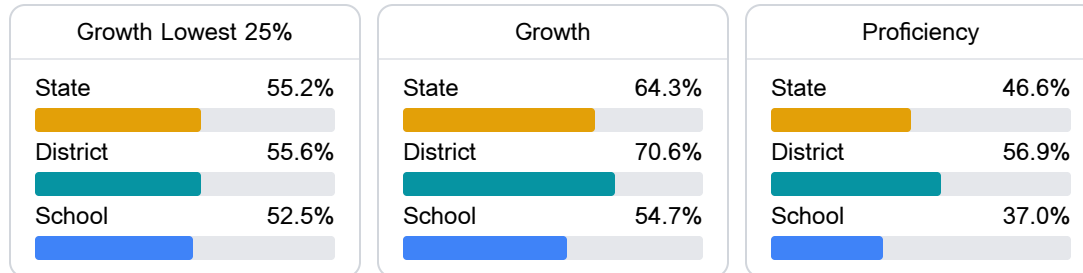 Growth Lowest 25%
State 55.2%
District 55.6%
School 52.5%
Growth
State 64.3%
District 70.6%
School 54.7%
Proficiency
State 46.6%
District 56.9%
School 37.0%